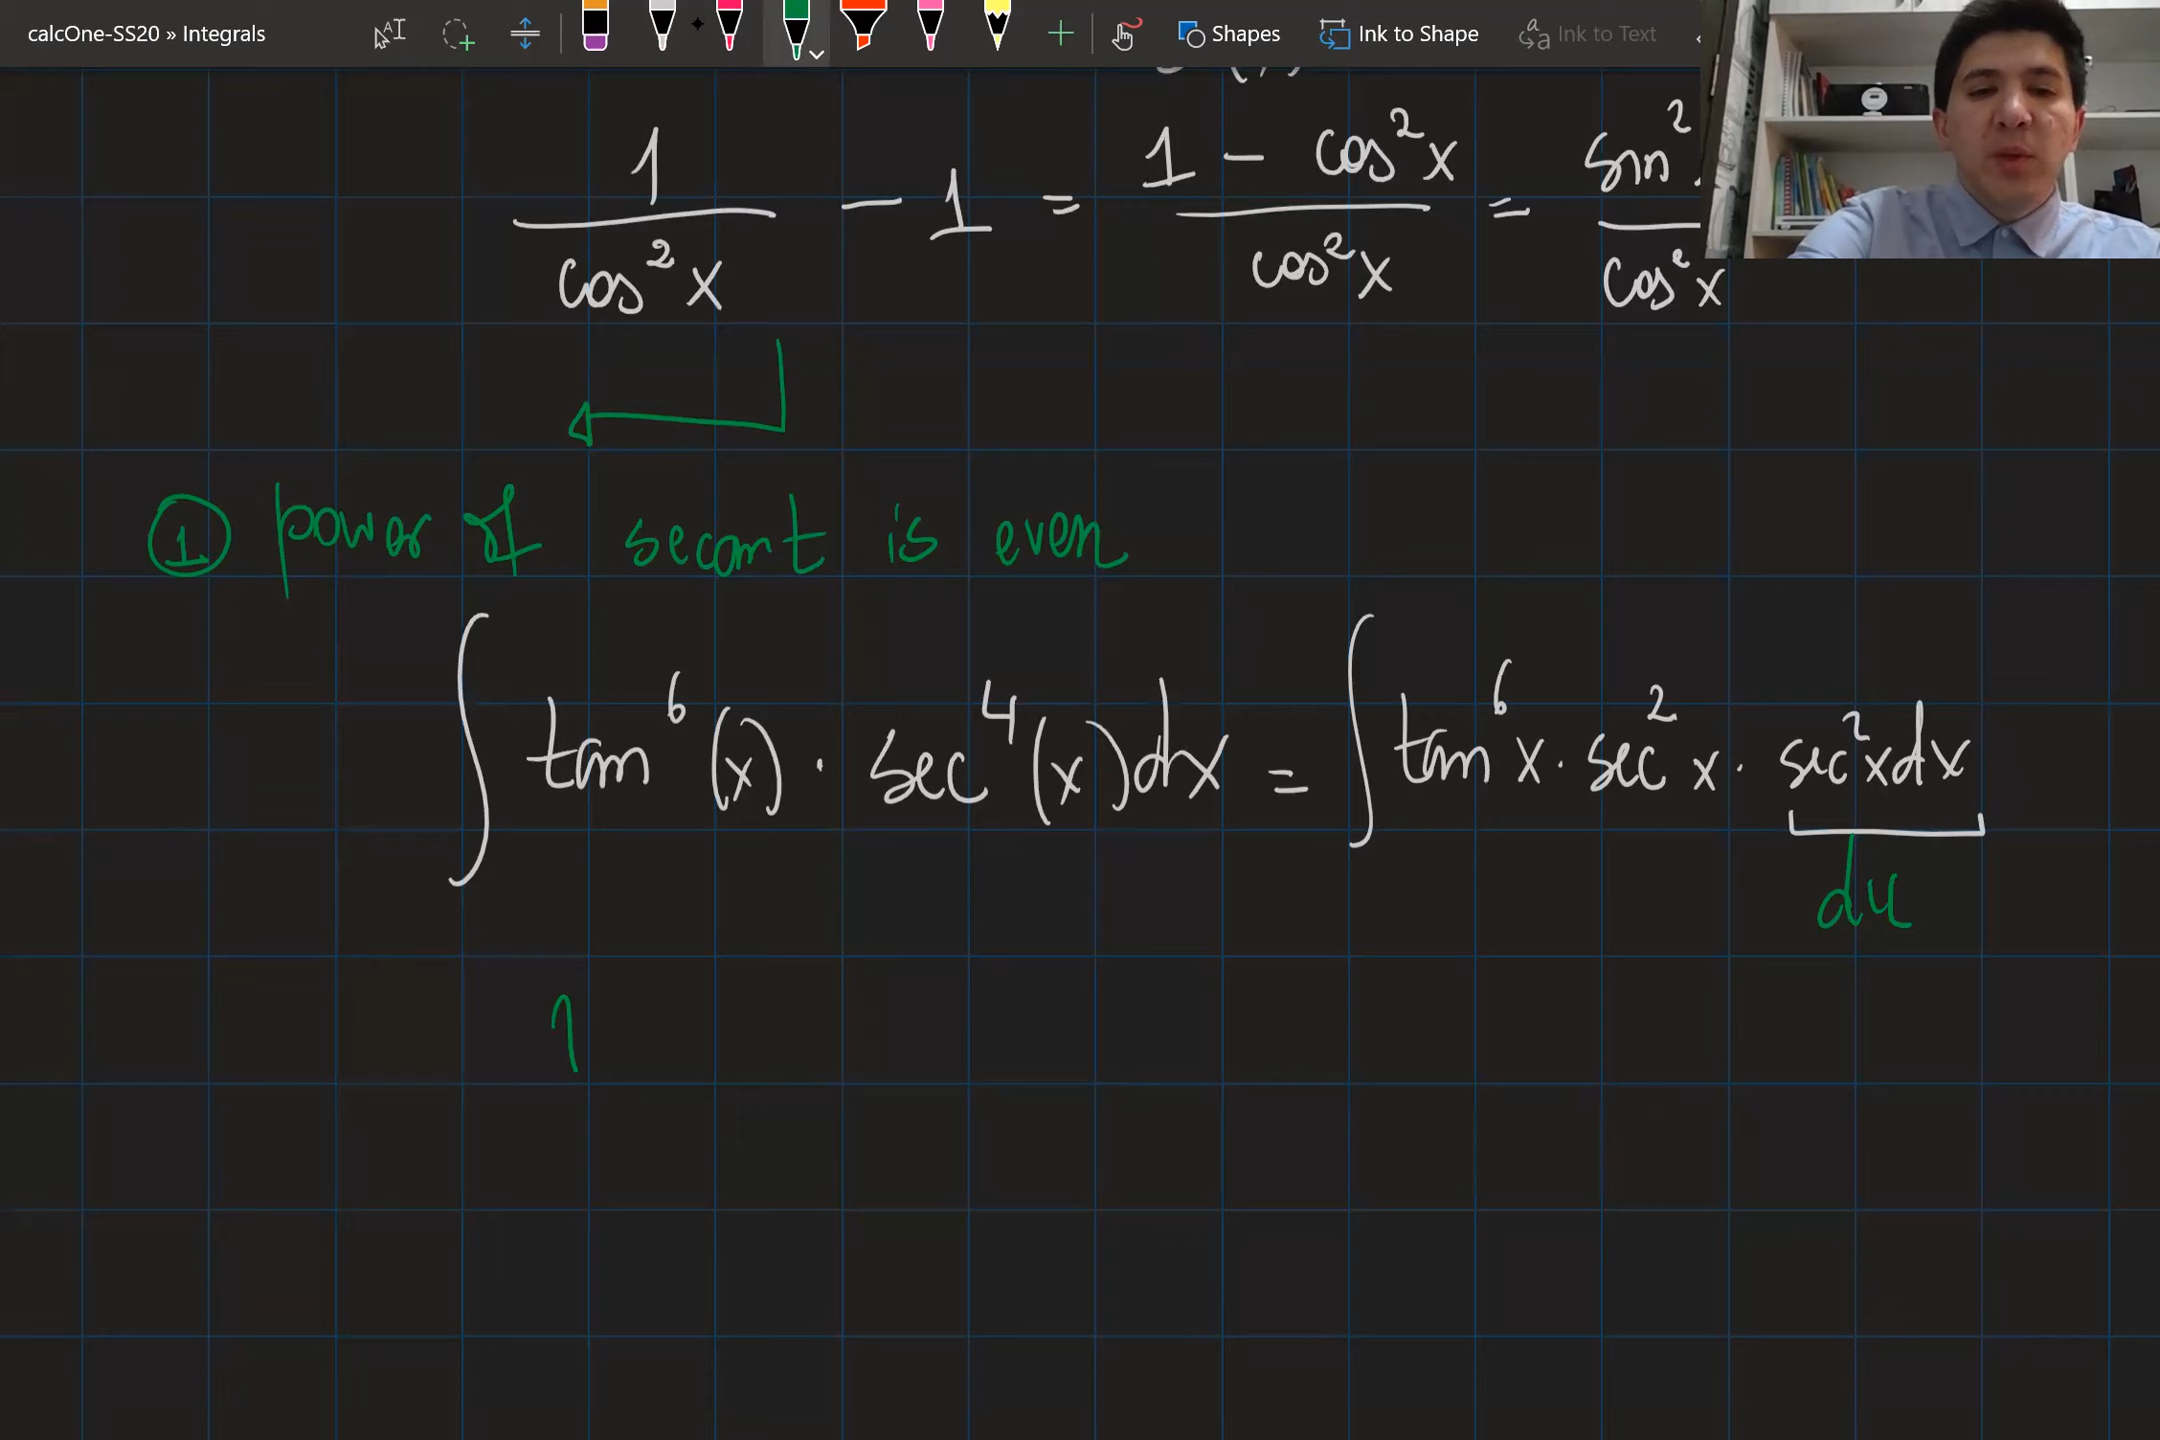 calcOne-SS20 » Integrals Shapes Ink to Shape Ink to Text
1/cos²x − 1 = (1 − cos²x)/cos²x = sin²/cos²x
① power of secant is even
∫ tan⁶(x) · sec⁴(x)dx = ∫ tan⁶x · sec²x · sec²xdx
du